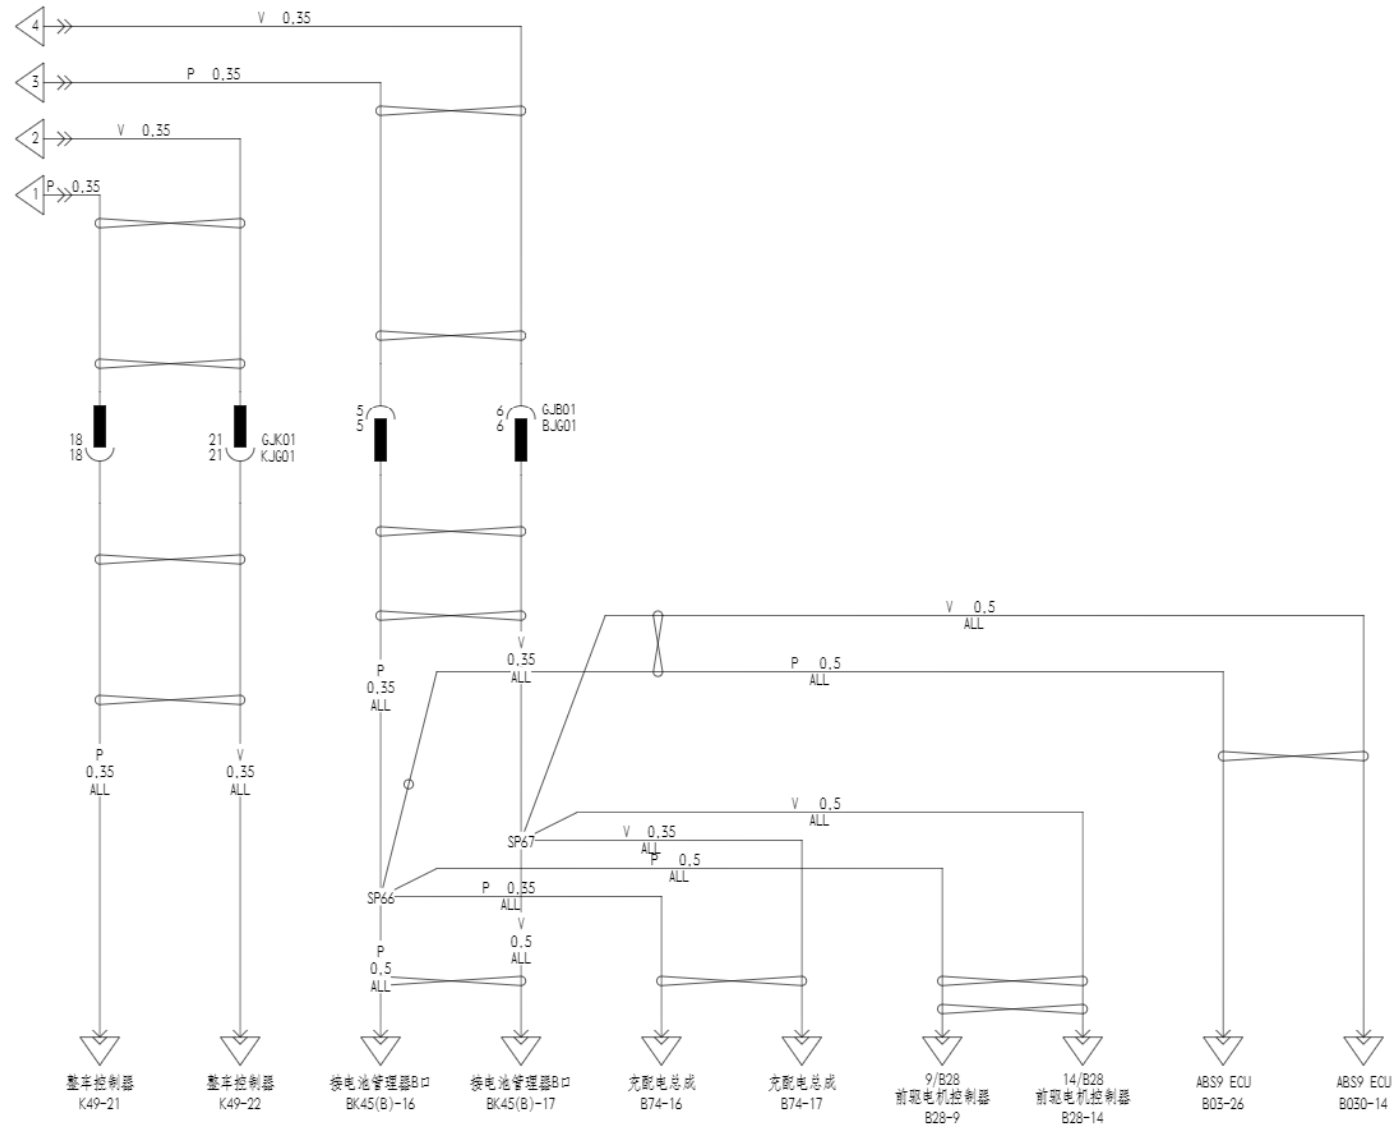 4
V 0,35
3
P 0,35
2
V 0,35
1
P 0,35
5
5
6
6
GJB01
BJG01
18
18
21
21
GJK01
KJG01
V 0,5
ALL
V
0,35
ALL
P 0,5
ALL
P
0,35
ALL
P
0,35
ALL
V
0,35
ALL
V 0,5
ALL
SP67
V 0,35
ALL
P 0,5
ALL
SP66
P 0,35
ALL
V
0,5
ALL
P
0,5
ALL
整车控制器
K49-21
整车控制器
K49-22
接电池管理器B口
BK45(B)-16
接电池管理器B口
BK45(B)-17
充配电总成
B74-16
充配电总成
B74-17
9/B28
前驱电机控制器
B28-9
14/B28
前驱电机控制器
B28-14
ABS9 ECU
B03-26
ABS9 ECU
B030-14